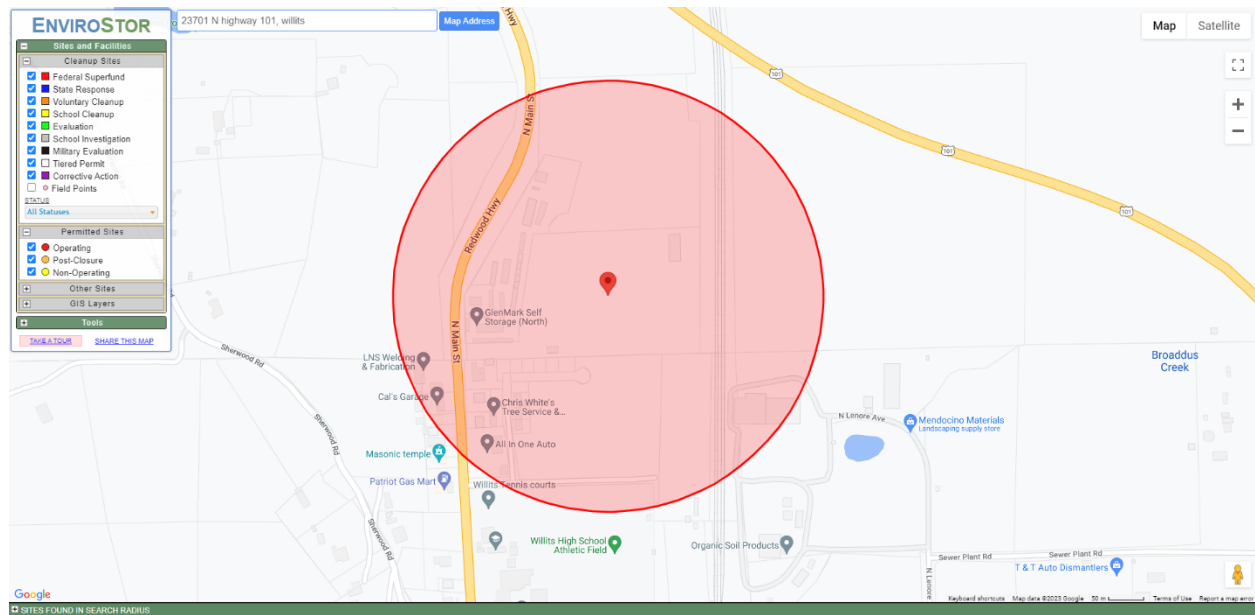 ENVIROSTOR
23701 N highway 101, willits
Map Address
Map
Satellite
Sites and Facilities
Cleanup Sites
Federal Superfund
State Response
Voluntary Cleanup
School Cleanup
Evaluation
School Investigation
Military Evaluation
Tiered Permit
Corrective Action
Field Points
STATUS
All Statuses
Permitted Sites
Operating
Post-Closure
Non-Operating
Other Sites
GIS Layers
Tools
TAKE A TOUR
SHARE THIS MAP
Redwood Hwy
101
101
101
101
N Main St
Redwood Hwy
N Main St
GlenMark Self
Storage (North)
LNS Welding
& Fabrication
Cal's Garage
Chris White's
Tree Service &...
All In One Auto
Masonic temple
Patriot Gas Mart
Willits Tennis courts
Willits High School
Athletic Field
Organic Soil Products
Sherwood Rd
Sherwood Rd
Sherwood Rd
Broaddus
Creek
N Lenore Ave
Mendocino Materials
Landscaping supply store
Sewer Plant Rd
Sewer Plant Rd
T & T Auto Dismantlers
N Lenore
Google
Keyboard shortcuts
Map data ©2023 Google
50 m
Terms of Use
Report a map error
SITES FOUND IN SEARCH RADIUS